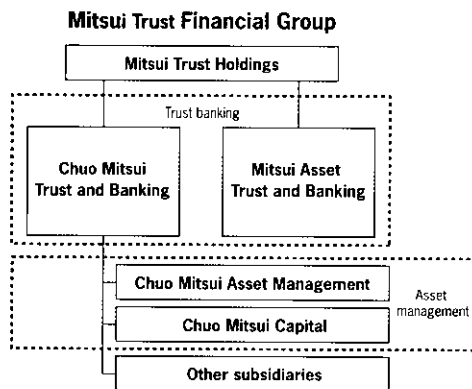 Mitsui Trust Financial Group
Mitsui Trust Holdings
Trust banking
Chuo Mitsui
Trust and Banking
Mitsui Asset
Trust and Banking
Chuo Mitsui Asset Management
Asset
management
Chuo Mitsui Capital
Other subsidiaries